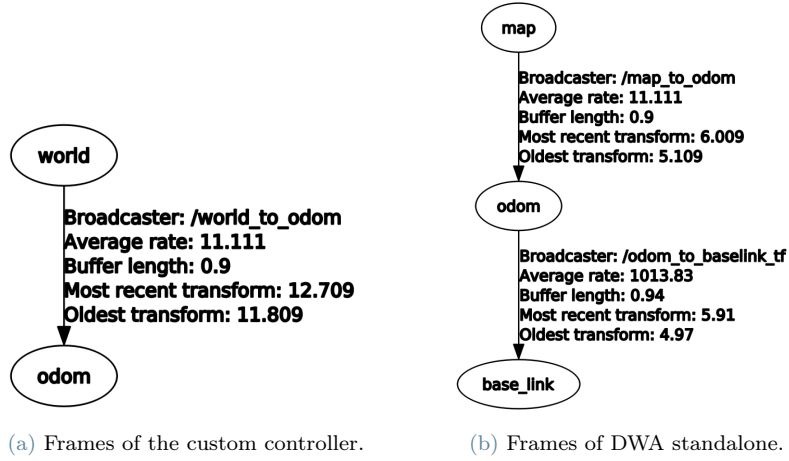 world
Broadcaster: /world_to_odom
Average rate: 11.111
Buffer length: 0.9
Most recent transform: 12.709
Oldest transform: 11.809
odom
(a) Frames of the custom controller.
map
Broadcaster: /map_to_odom
Average rate: 11.111
Buffer length: 0.9
Most recent transform: 6.009
Oldest transform: 5.109
odom
Broadcaster: /odom_to_baselink_tf
Average rate: 1013.83
Buffer length: 0.94
Most recent transform: 5.91
Oldest transform: 4.97
base_link
(b) Frames of DWA standalone.